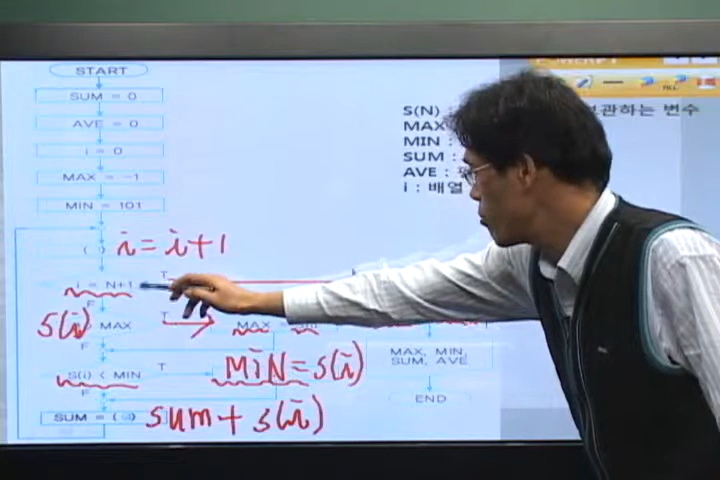 START
SUM = 0
AVE = 0
i = 0
MAX = -1
MIN = 101
( ) i = i+1
i = N+1
T
F
S(i) MAX
T
MAX =
F
S(i) < MIN
T
MIN = s(i)
F
SUM = ( ) sum + s(i)
MAX, MIN,
SUM, AVE
END
S(N) : 보관하는 변수
MAX
MIN :
SUM :
AVE :
i : 배열